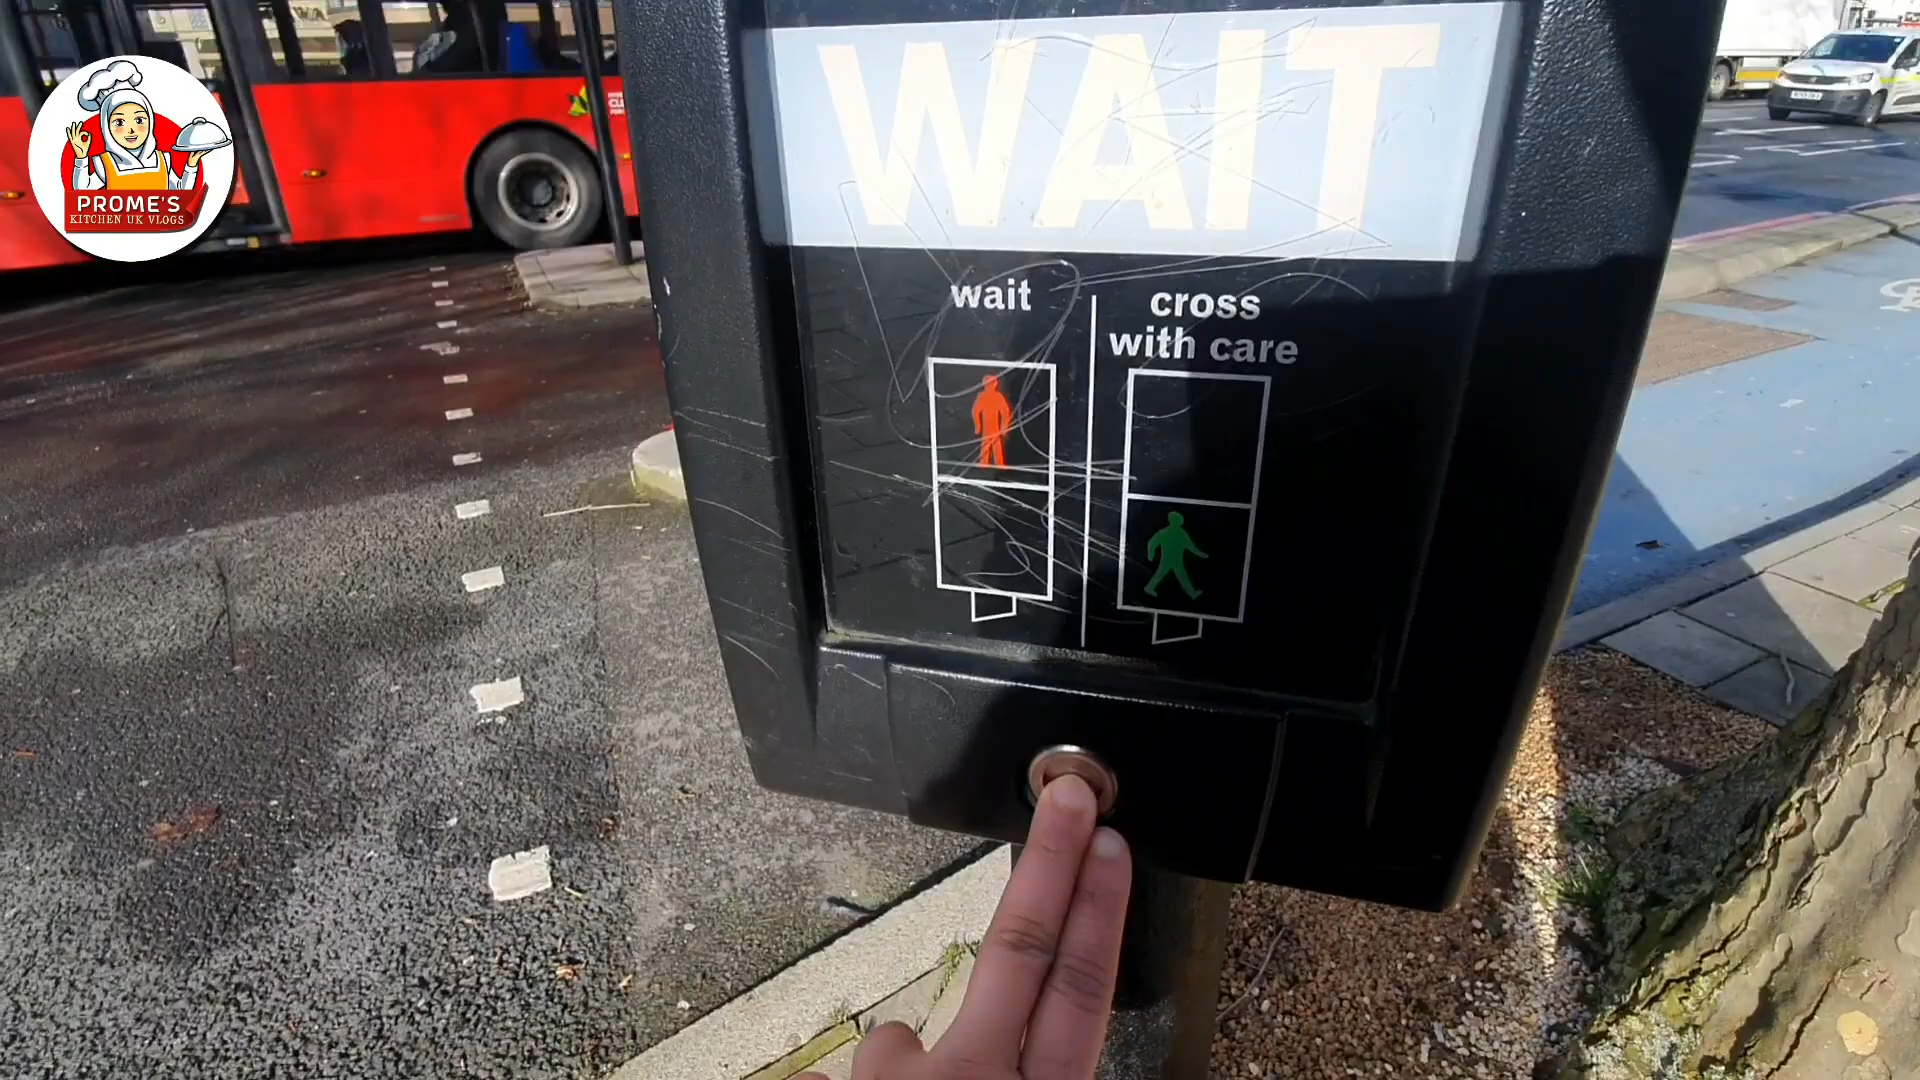 PROME'S
KITCHEN UK VLOGS
WAIT
wait
cross
with care